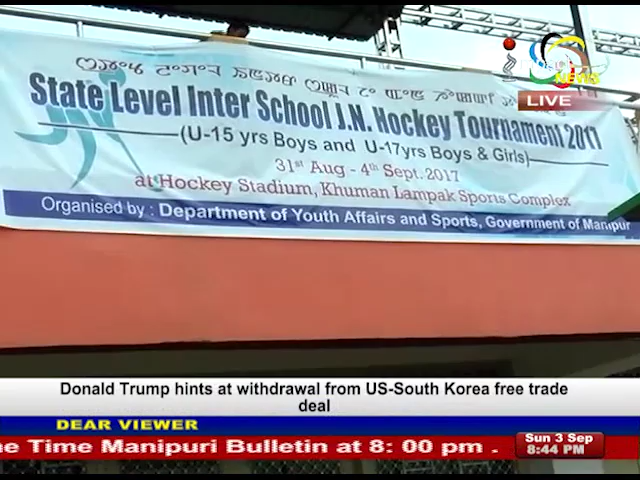 State Level Inter School J.N. Hockey Tournament 2017
(U-15 yrs Boys and U-17yrs Boys & Girls)
31st Aug - 4th Sept. 2017
at Hockey Stadium, Khuman Lampak Sports Complex
Organised by : Department of Youth Affairs and Sports, Government of Manipur
NEWS
LIVE
Donald Trump hints at withdrawal from US-South Korea free trade
deal
DEAR VIEWER
e Time Manipuri Bulletin at 8: 00 pm .
Sun 3 Sep
8:44 PM